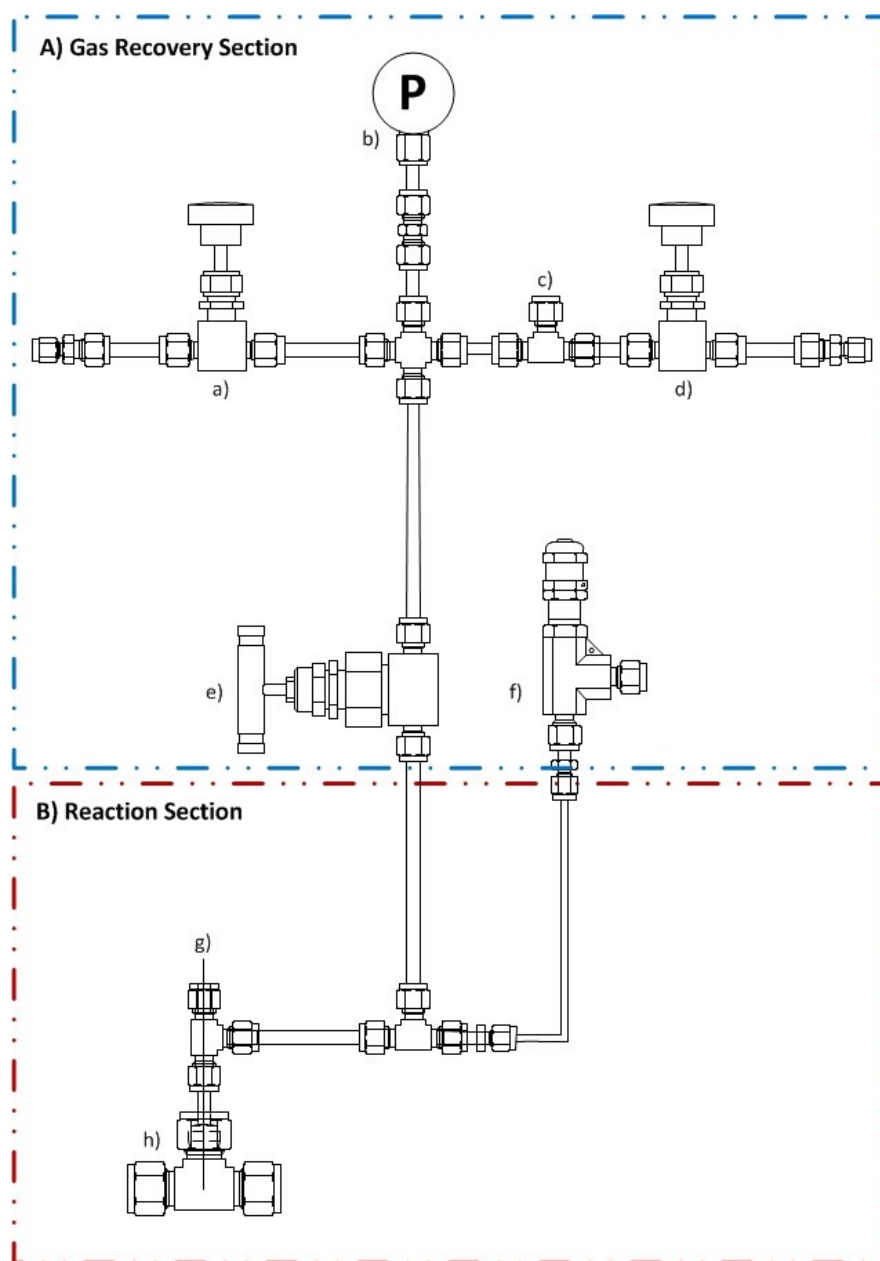 A) Gas Recovery Section
P
b)
c)
a)
d)
e)
f)
B) Reaction Section
g)
h)